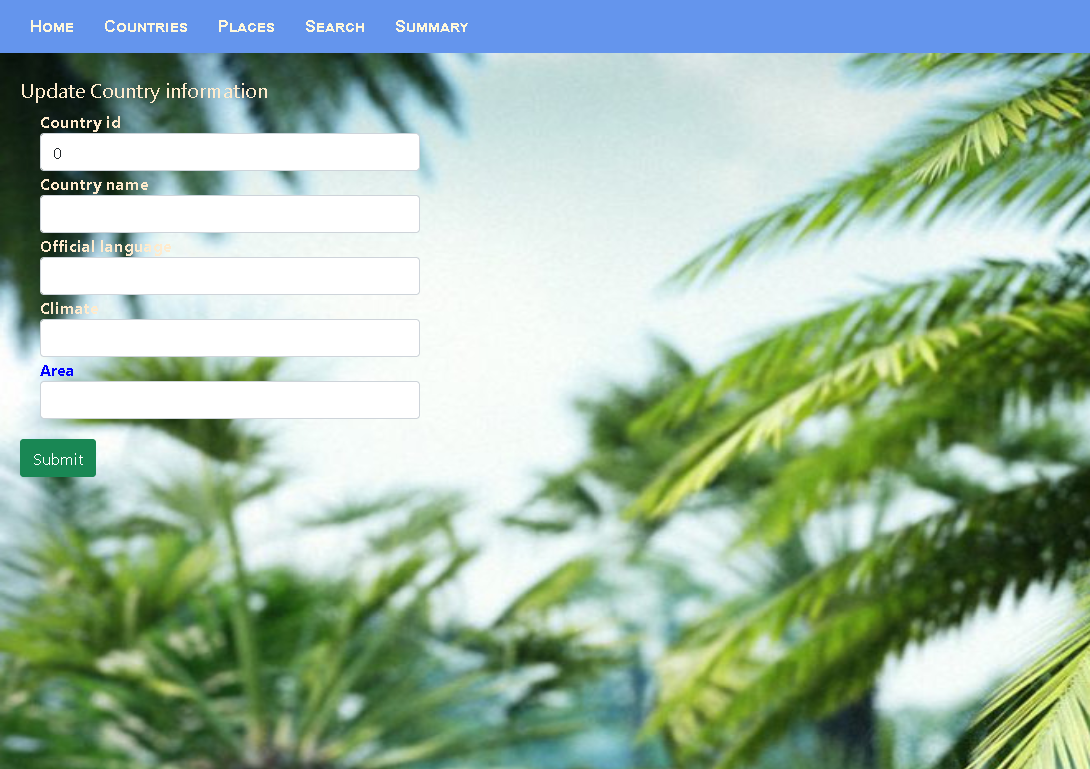 Home Countries Places Search Summary
Update Country information
Country id
0
Country name
Official language
Climate
Area
Submit